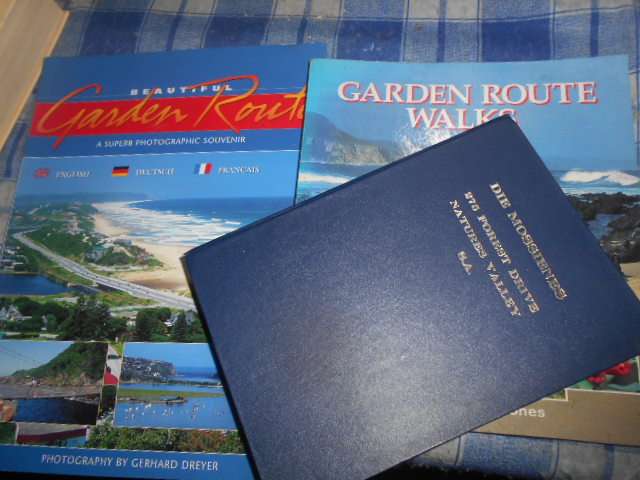 BEAUTIFUL
Garden Route
A SUPERB PHOTOGRAPHIC SOUVENIR
ENGLISH DEUTSCH FRANÇAIS
PHOTOGRAPHY BY GERHARD DREYER
GARDEN ROUTE
WALKS
DIE MOSSIENES
275 FOREST DRIVE
NATURES VALLEY
S.A.